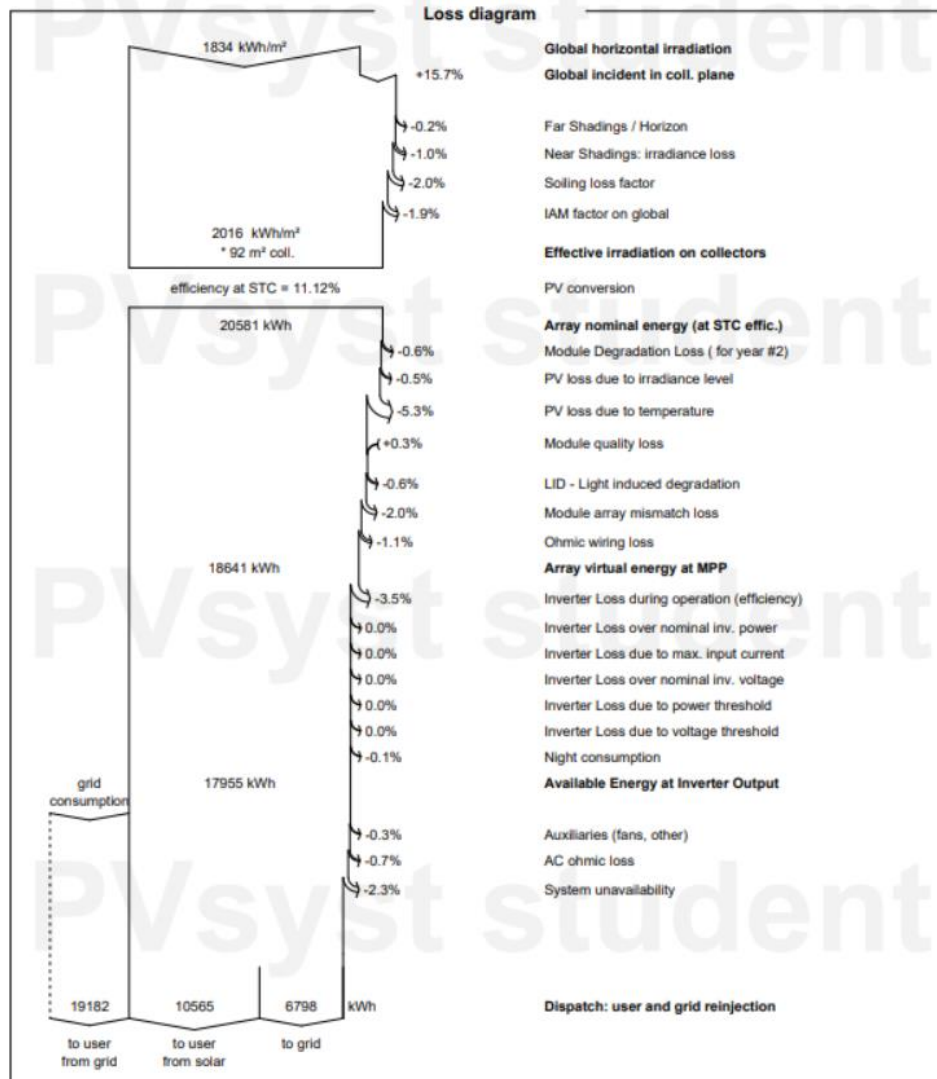 Loss diagram
1834 kWh/m² Global horizontal irradiation
+15.7% Global incident in coll. plane
-0.2% Far Shadings / Horizon
-1.0% Near Shadings: irradiance loss
-2.0% Soiling loss factor
-1.9% IAM factor on global
2016 kWh/m²
* 92 m² coll. Effective irradiation on collectors
efficiency at STC = 11.12% PV conversion
20581 kWh Array nominal energy (at STC effic.)
-0.6% Module Degradation Loss ( for year #2)
-0.5% PV loss due to irradiance level
-5.3% PV loss due to temperature
+0.3% Module quality loss
-0.6% LID - Light induced degradation
-2.0% Module array mismatch loss
-1.1% Ohmic wiring loss
18641 kWh Array virtual energy at MPP
-3.5% Inverter Loss during operation (efficiency)
0.0% Inverter Loss over nominal inv. power
0.0% Inverter Loss due to max. input current
0.0% Inverter Loss over nominal inv. voltage
0.0% Inverter Loss due to power threshold
0.0% Inverter Loss due to voltage threshold
-0.1% Night consumption
grid
consumption
17955 kWh Available Energy at Inverter Output
-0.3% Auxiliaries (fans, other)
-0.7% AC ohmic loss
-2.3% System unavailability
19182 10565 6798 kWh Dispatch: user and grid reinjection
to user to user to grid
from grid from solar
PVsyst student
PVsyst student
PVsyst student
PVsyst student